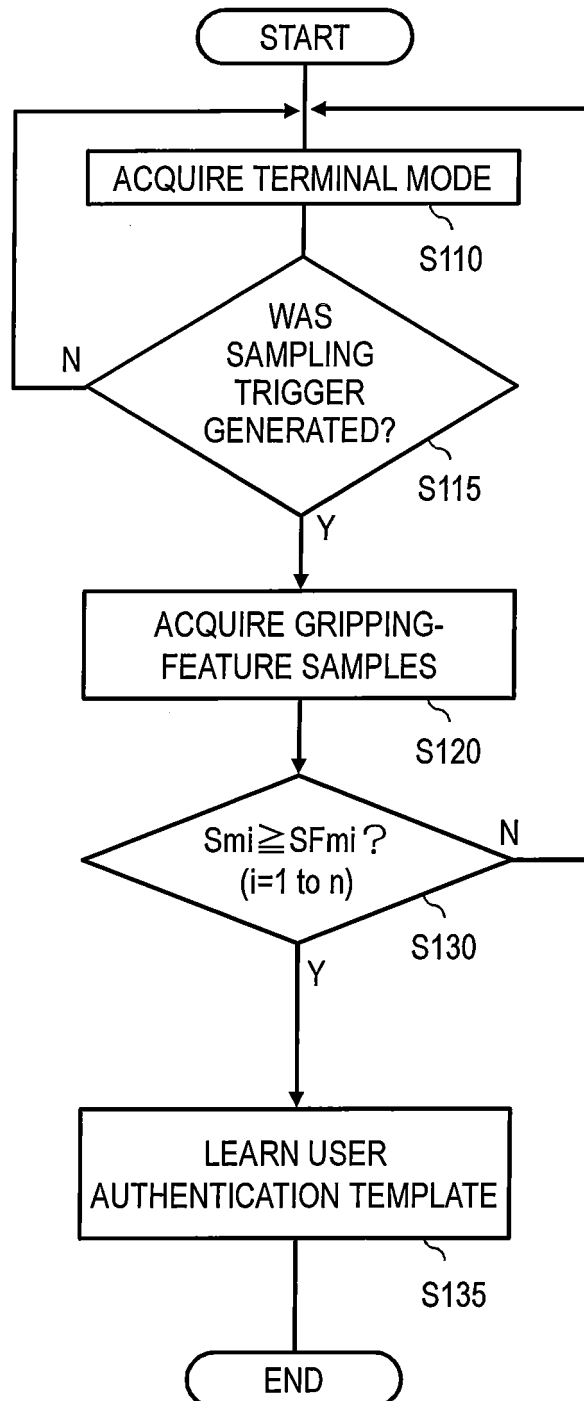 START
ACQUIRE TERMINAL MODE
S110
WAS
SAMPLING
TRIGGER
GENERATED?
N
S115
Y
ACQUIRE GRIPPING-
FEATURE SAMPLES
S120
Smi≧SFmi?
(i=1 to n)
N
S130
Y
LEARN USER
AUTHENTICATION TEMPLATE
S135
END